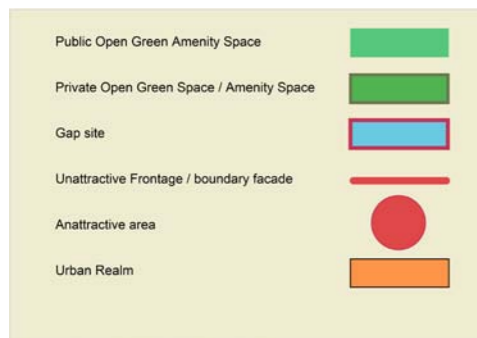 Public Open Green Amenity Space
Private Open Green Space / Amenity Space
Gap site
Unattractive Frontage / boundary facade
Anattractive area
Urban Realm